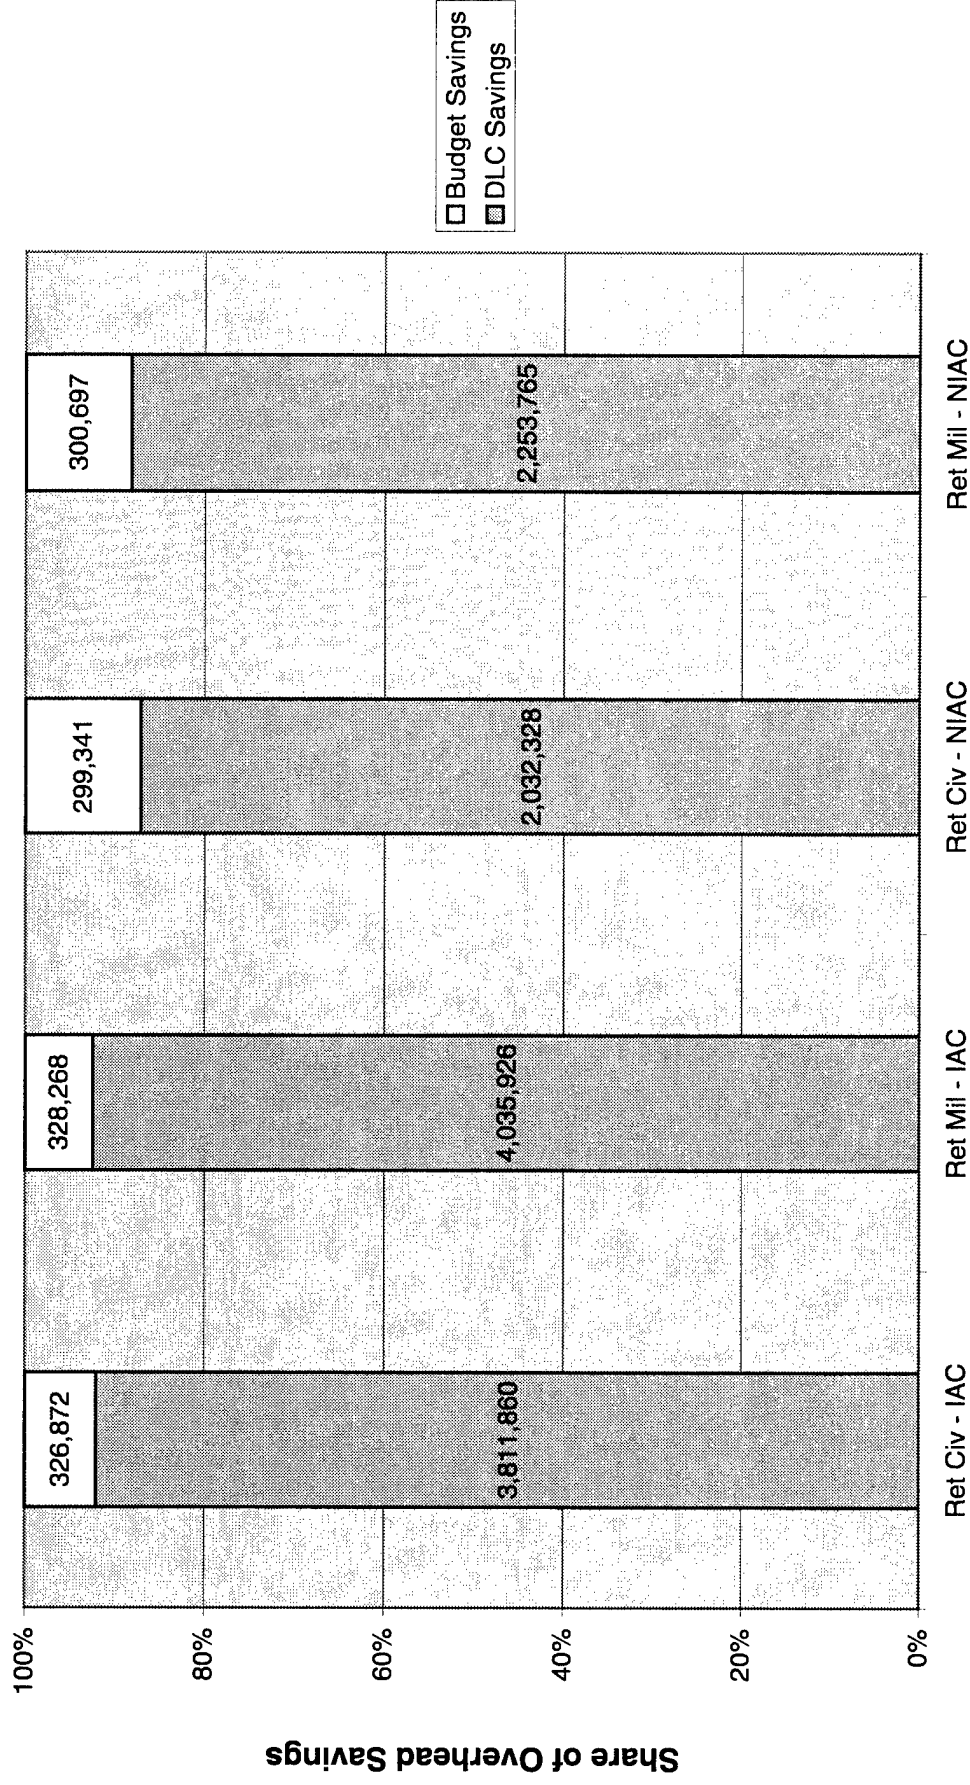 Share of Overhead Savings
100%
80%
60%
40%
20%
0%
326,872
328,268
299,341
300,697
3,811,860
4,035,926
2,032,328
2,253,765
Ret Civ - IAC
Ret Mil - IAC
Ret Civ - NIAC
Ret Mil - NIAC
Budget Savings
DLC Savings